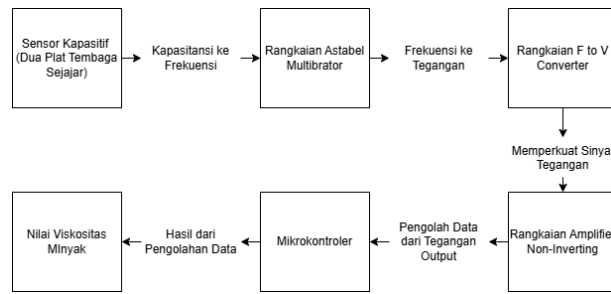 Sensor Kapasitif
(Dua Plat Tembaga
Sejajar)
Kapasitansi ke
Frekuensi
Rangkaian Astabel
Multibrator
Frekuensi ke
Tegangan
Rangkaian F to V
Converter
Memperkuat Sinya
Tegangan
Rangkaian Amplifie
Non-Inverting
Pengolah Data
dari Tegangan
Output
Mikrokontroler
Hasil dari
Pengolahan Data
Nilai Viskositas
MInyak